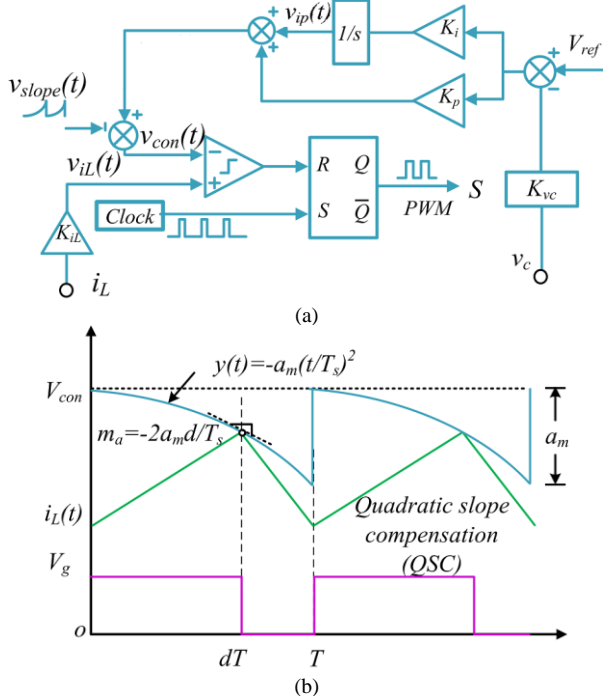 v_ip(t)
1/s
K_i
V_ref
+
+
+
-
K_p
v_slope(t)
+
-
v_con(t)
v_iL(t)
-
+
R Q
S Q̅
PWM
S
K_vc
Clock
K_iL
i_L
v_c
(a)
y(t)=-a_m(t/T_s)^2
V_con
m_a=-2a_md/T_s
a_m
i_L(t)
Quadratic slope
compensation
(QSC)
V_g
o
dT
T
(b)